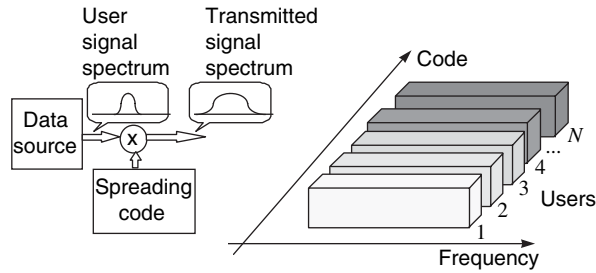 User
signal
spectrum
Transmitted
signal
spectrum
Data
source
x
Spreading
code
Code
N
...
4
3
2
1
Users
Frequency